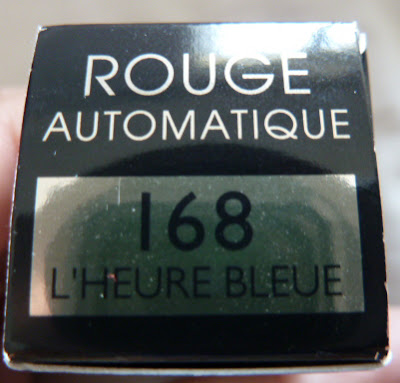 ROUGE
AUTOMATIQUE
168
L'HEURE BLEUE